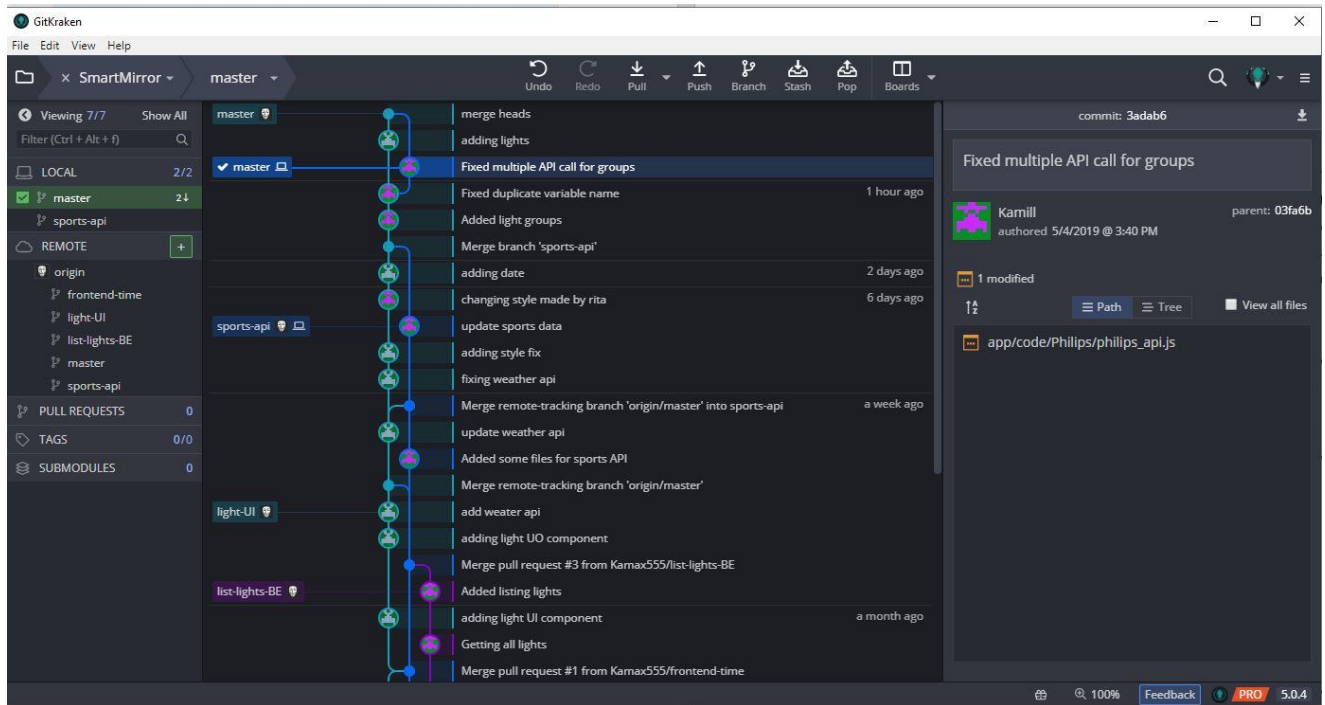 GitKraken
File Edit View Help
SmartMirror
master
Undo
Redo
Pull
Push
Branch
Stash
Pop
Boards
Viewing 7/7 Show All
Filter (Ctrl + Alt + f)
LOCAL 2/2
master 2↓
sports-api
REMOTE
origin
frontend-time
light-UI
list-lights-BE
master
sports-api
PULL REQUESTS 0
TAGS 0/0
SUBMODULES 0
master merge heads
adding lights
master Fixed multiple API call for groups
Fixed duplicate variable name 1 hour ago
Added light groups
Merge branch 'sports-api'
adding date 2 days ago
changing style made by rita 6 days ago
sports-api update sports data
adding style fix
fixing weather api
Merge remote-tracking branch 'origin/master' into sports-api a week ago
update weather api
Added some files for sports API
Merge remote-tracking branch 'origin/master'
light-UI add weater api
adding light UO component
Merge pull request #3 from Kamax555/list-lights-BE
list-lights-BE Added listing lights
adding light UI component a month ago
Getting all lights
Merge pull request #1 from Kamax555/frontend-time
commit: 3adab6
Fixed multiple API call for groups
Kamill parent: 03fa6b
authored 5/4/2019 @ 3:40 PM
1 modified
Path Tree View all files
app/code/Philips/philips_api.js
100% Feedback PRO 5.0.4